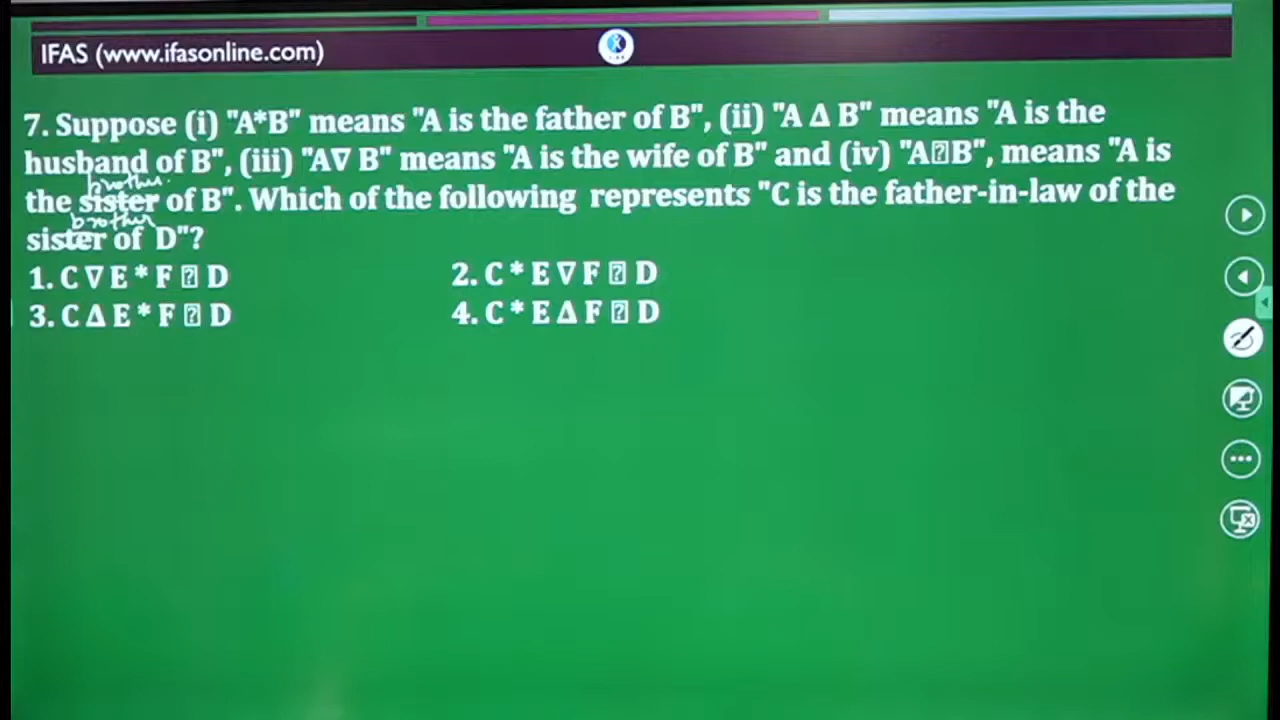 IFAS (www.ifasonline.com)
7. Suppose (i) "A*B" means "A is the father of B", (ii) "A Δ B" means "A is the
husband of B", (iii) "A∇ B" means "A is the wife of B" and (iv) "A⍰B", means "A is
brother.
the sister of B". Which of the following represents "C is the father-in-law of the
brother
sister of D"?
1. C ∇ E * F ⍰ D 2. C * E ∇ F ⍰ D
3. C Δ E * F ⍰ D 4. C * E Δ F ⍰ D